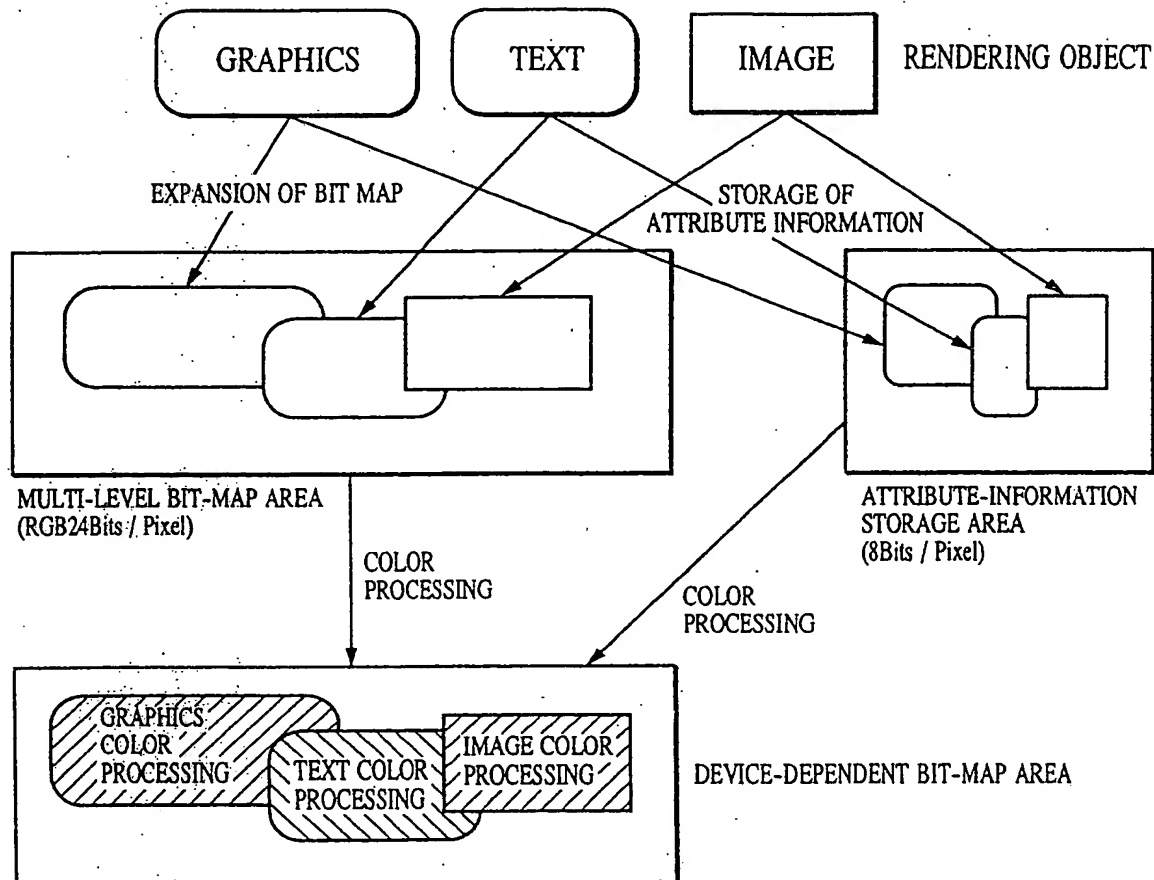 GRAPHICS
TEXT
IMAGE
RENDERING OBJECT
EXPANSION OF BIT MAP
STORAGE OF
ATTRIBUTE INFORMATION
MULTI-LEVEL BIT-MAP AREA
(RGB24Bits / Pixel)
ATTRIBUTE-INFORMATION
STORAGE AREA
(8Bits / Pixel)
COLOR
PROCESSING
COLOR
PROCESSING
GRAPHICS
COLOR
PROCESSING
TEXT COLOR
PROCESSING
IMAGE COLOR
PROCESSING
DEVICE-DEPENDENT BIT-MAP AREA